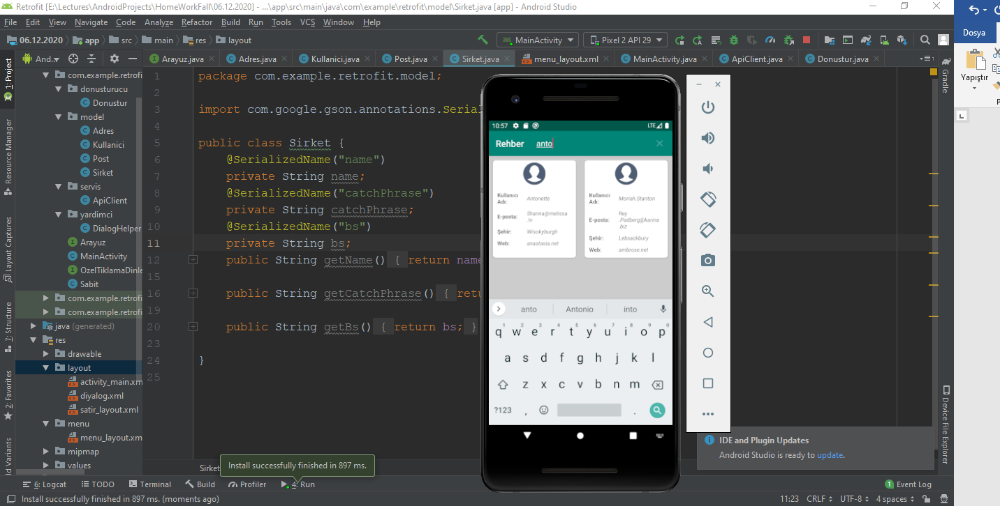 Retrofit [E:\Lectures\AndroidProjects\HomeWorkFall\06.12.2020] - ...\app\src\main\java\com\example\retrofit\model\Sirket.java [app] - Android Studio
File Edit View Navigate Code Analyze Refactor Build Run Tools VCS Window Help
06.12.2020 app src main res layout
MainActivity
Pixel 2 API 29
And.
Arayuz.java
Adres.java
Kullanici.java
Post.java
Sirket.java
menu_layout.xml
MainActivity.java
ApiClient.java
Donustur.java
1: Project
Resource Manager
Layout Captures
7: Structure
2: Favorites
ld Variants
com.example.retrofi
donusturucu
Donustur
model
Adres
Kullanici
Post
Sirket
servis
ApiClient
yardimci
DialogHelper
Arayuz
MainActivity
OzelTiklamaDinle
Sabit
com.example.retrofi
com.example.retrofi
java (generated)
res
drawable
layout
activity_main.xm
diyalog.xml
satir_layout.xml
menu
menu_layout.xm
mipmap
values
1 package com.example.retrofit.model;
2
3 import com.google.gson.annotations.Serial
4
5 public class Sirket {
6 @SerializedName("name")
7 private String name;
8 @SerializedName("catchPhrase")
9 private String catchPhrase;
10 @SerializedName("bs")
11 private String bs;
12 public String getName() { return name
15
16 public String getCatchPhrase() { retu
19
20 public String getBs() { return bs; }
23
24 }
25
Sirket
10:57
LTE
Rehber anto
Kullanıcı Adı: Antonette
E-posta: Shanna@melissa.tv
Şehir: Wisokyburgh
Web: anastasia.net
Kullanıcı Adı: Moriah.Stanton
E-posta: Rey.Padberg@karina.biz
Şehir: Lebsackbury
Web: ambrose.net
anto Antonio into
1 2 3 4 5 6 7 8 9 0
q w e r t y u i o p
a s d f g h j k l
z x c v b n m
?123 , .
Gradle
Device File Explorer
Dosya
Yapıştır
IDE and Plugin Updates
Android Studio is ready to update.
Install successfully finished in 897 ms.
6: Logcat TODO Terminal Build Profiler 4: Run
1 Event Log
Install successfully finished in 897 ms. (moments ago)
11:23 CRLF UTF-8 4 spaces